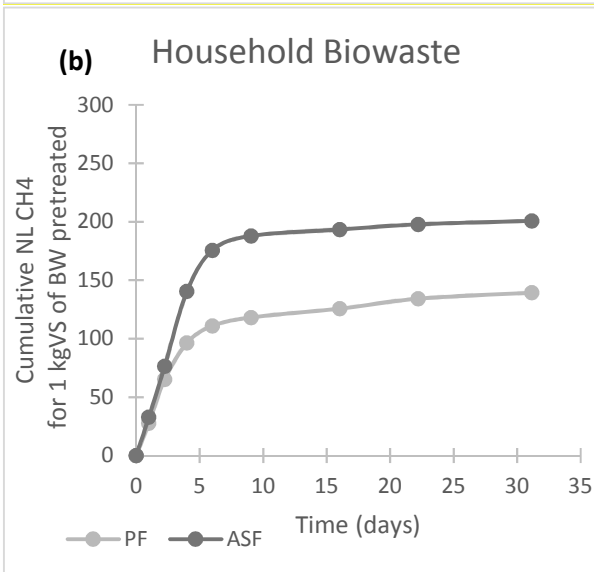 (b) Household Biowaste
300
250
200
150
100
50
0
Cumulative NL CH4
for 1 kgVS of BW pretreated
0 5 10 15 20 25 30 35
Time (days)
PF ASF